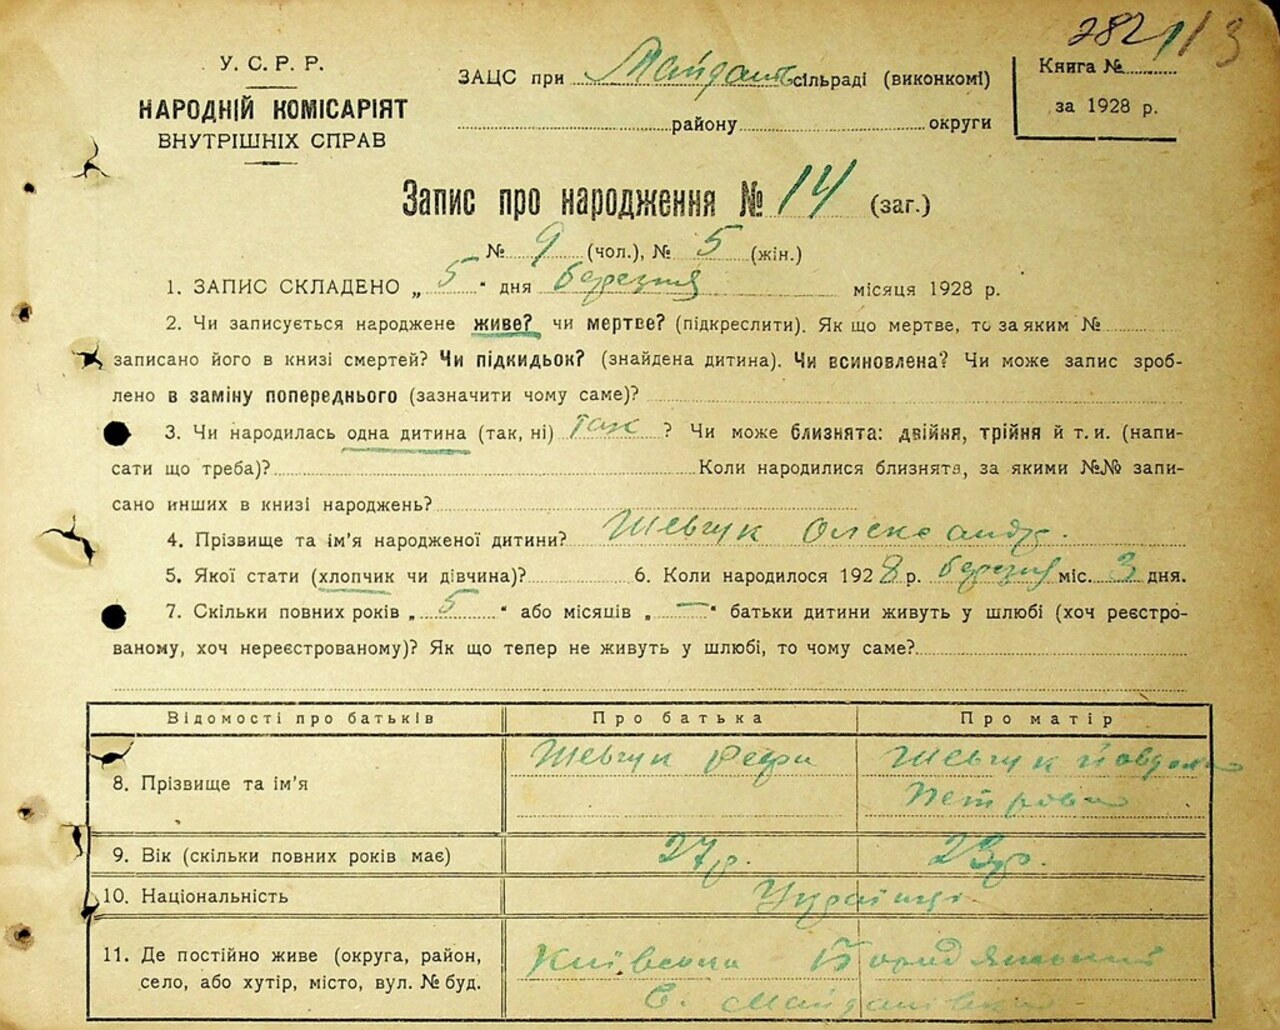 282 113
У. С. Р. Р.
НАРОДНІЙ КОМІСАРІЯТ
ВНУТРІШНІХ СПРАВ
ЗАЦС при Майдан сільраді (виконкомі)
району округи
Книга №
за 1928 р.
Запис про народження № 14 (заг.)
№ 9 (чол.), № 5 (жін.)
1. ЗАПИС СКЛАДЕНО „ 5 “ дня березня місяця 1928 р.
2. Чи записується народжене живе? чи мертве? (підкреслити). Як що мертве, то за яким №
записано його в книзі смертей? Чи підкидьок? (знайдена дитина). Чи всиновлена? Чи може запис зроб-
лено в заміну попереднього (зазначити чому саме)?
3. Чи народилась одна дитина (так, ні) так ? Чи може близнята: двійня, трійня й т. и. (напи-
сати що треба)? Коли народилися близнята, за якими №№ запи-
сано инших в книзі народжень?
4. Прізвище та ім’я народженої дитини? Шевчук Олександр.
5. Якої стати (хлопчик чи дівчина)? 6. Коли народилося 1928 р. березня міс. 3 дня.
7. Скільки повних років „ 5 “ або місяців „ — “ батьки дитини живуть у шлюбі (хоч реєстро-
ваному, хоч нереєстрованому)? Як що тепер не живуть у шлюбі, то чому саме?
Відомості про батьків Про батька Про матір
8. Прізвище та ім’я Шевчук Шевчук
Петровна
9. Вік (скільки повних років має) 27 р. 23 р.
10. Національність Українці
11. Де постійно живе (округа, район,
село, або хутір, місто, вул. № буд.
Київська Бородянський
С. Майданівка